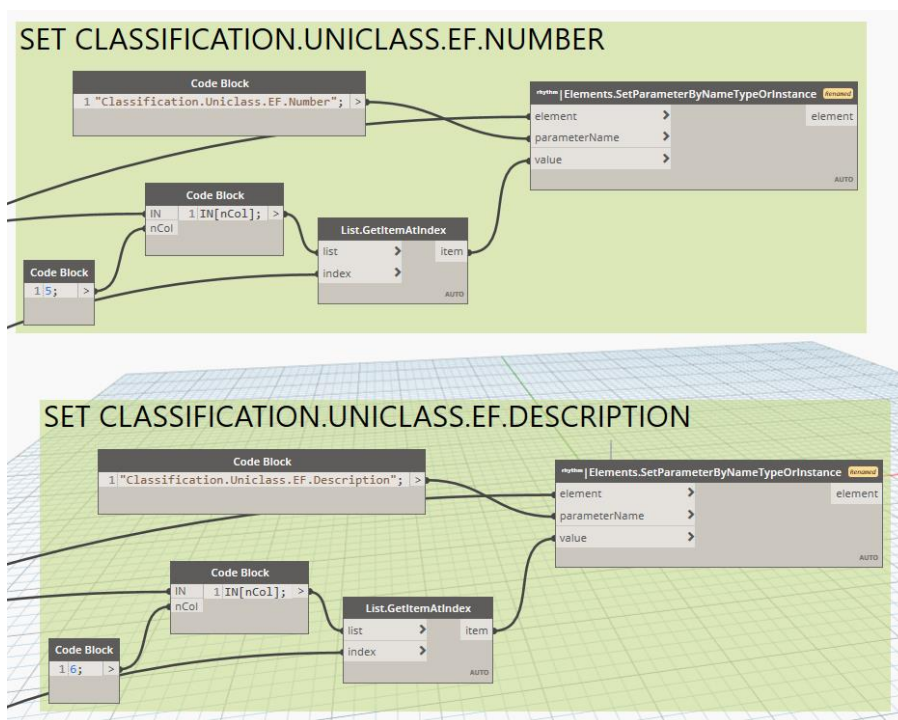 SET CLASSIFICATION.UNICLASS.EF.NUMBER
Code Block
1 "Classification.Uniclass.EF.Number"; >
rhythm |Elements.SetParameterByNameTypeOrInstance Renamed
element > element
parameterName >
value >
AUTO
Code Block
IN 1 IN[nCol]; >
nCol
List.GetItemAtIndex
list > item
index >
AUTO
Code Block
1 5; >
SET CLASSIFICATION.UNICLASS.EF.DESCRIPTION
Code Block
1 "Classification.Uniclass.EF.Description"; >
rhythm |Elements.SetParameterByNameTypeOrInstance Renamed
element > element
parameterName >
value >
AUTO
Code Block
IN 1 IN[nCol]; >
nCol
List.GetItemAtIndex
list > item
index >
AUTO
Code Block
1 6; >